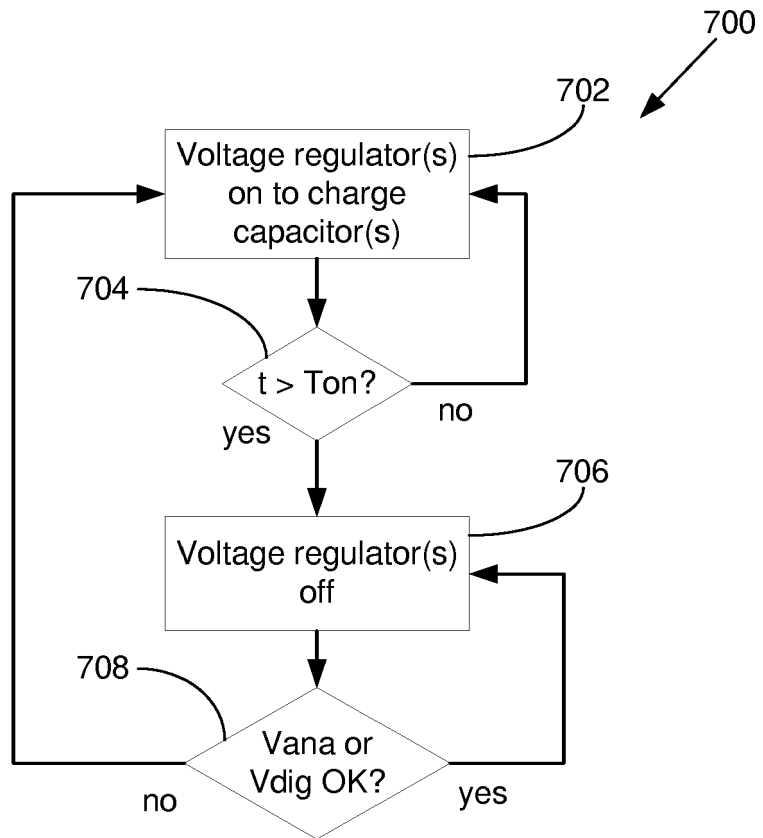 700
702
Voltage regulator(s)
on to charge
capacitor(s)
704
t > Ton?
no
yes
706
Voltage regulator(s)
off
708
Vana or
Vdig OK?
no
yes